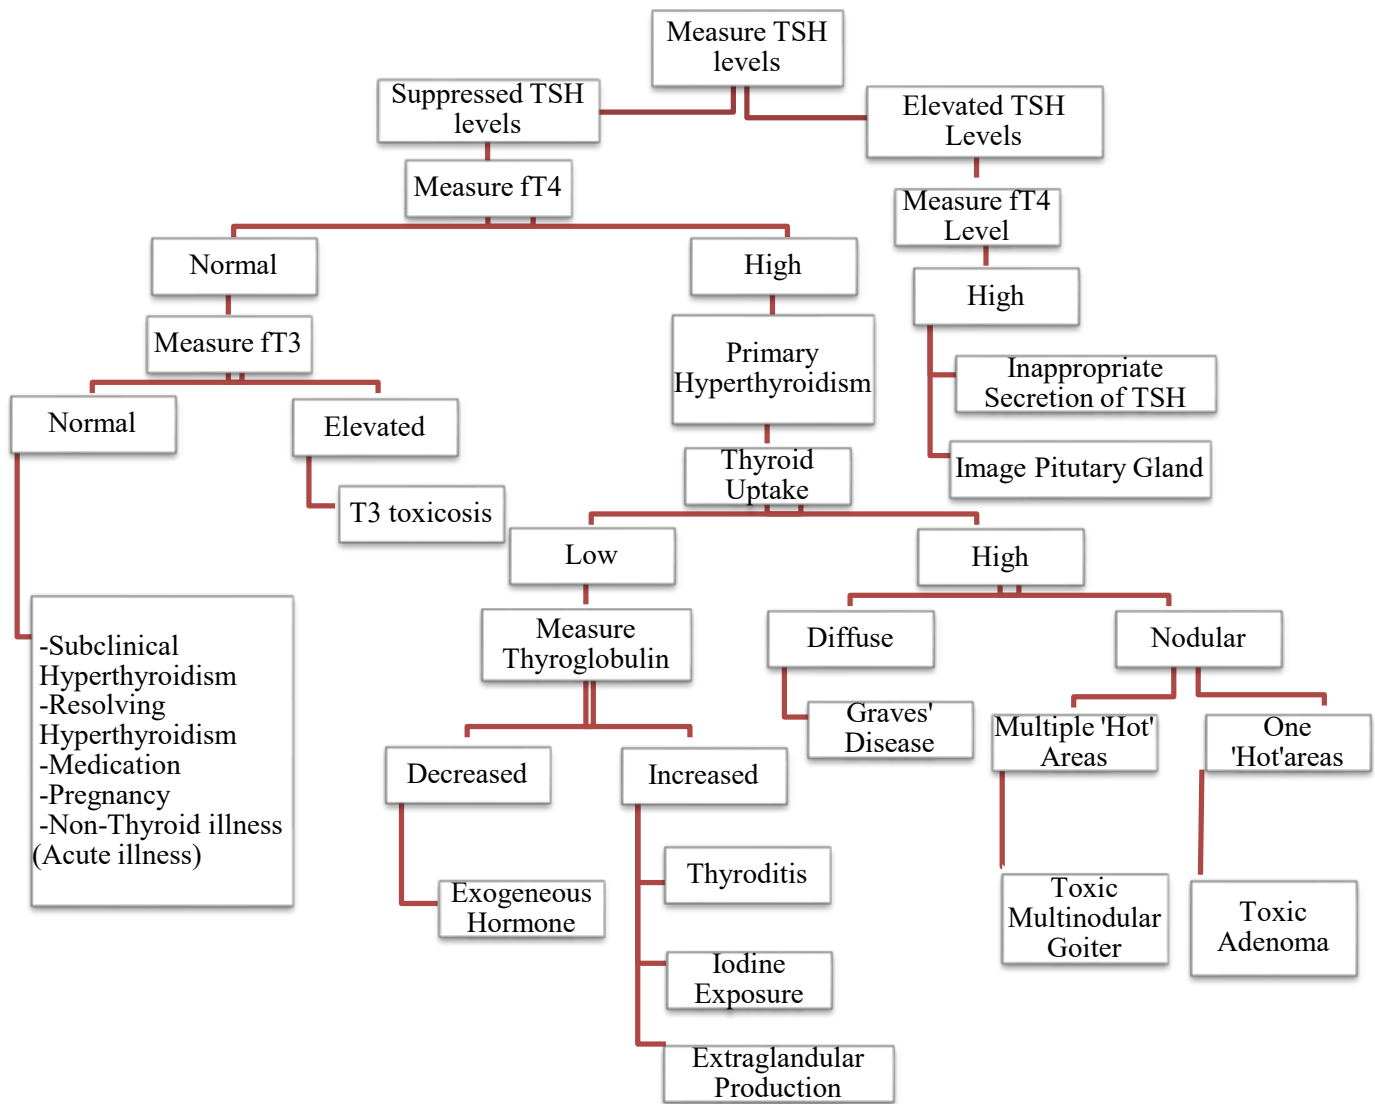 Measure TSH
levels
Suppressed TSH
levels
Elevated TSH
Levels
Measure fT4
Measure fT4
Level
Normal
High
High
Measure fT3
Primary
Hyperthyroidism
Inappropriate
Secretion of TSH
Normal
Elevated
Thyroid
Uptake
Image Pitutary Gland
T3 toxicosis
Low
High
-Subclinical
Hyperthyroidism
-Resolving
Hyperthyroidism
-Medication
-Pregnancy
-Non-Thyroid illness
(Acute illness)
Measure
Thyroglobulin
Diffuse
Nodular
Graves'
Disease
Multiple 'Hot'
Areas
One
'Hot'areas
Decreased
Increased
Thyroditis
Exogeneous
Hormone
Toxic
Multinodular
Goiter
Toxic
Adenoma
Iodine
Exposure
Extraglandular
Production